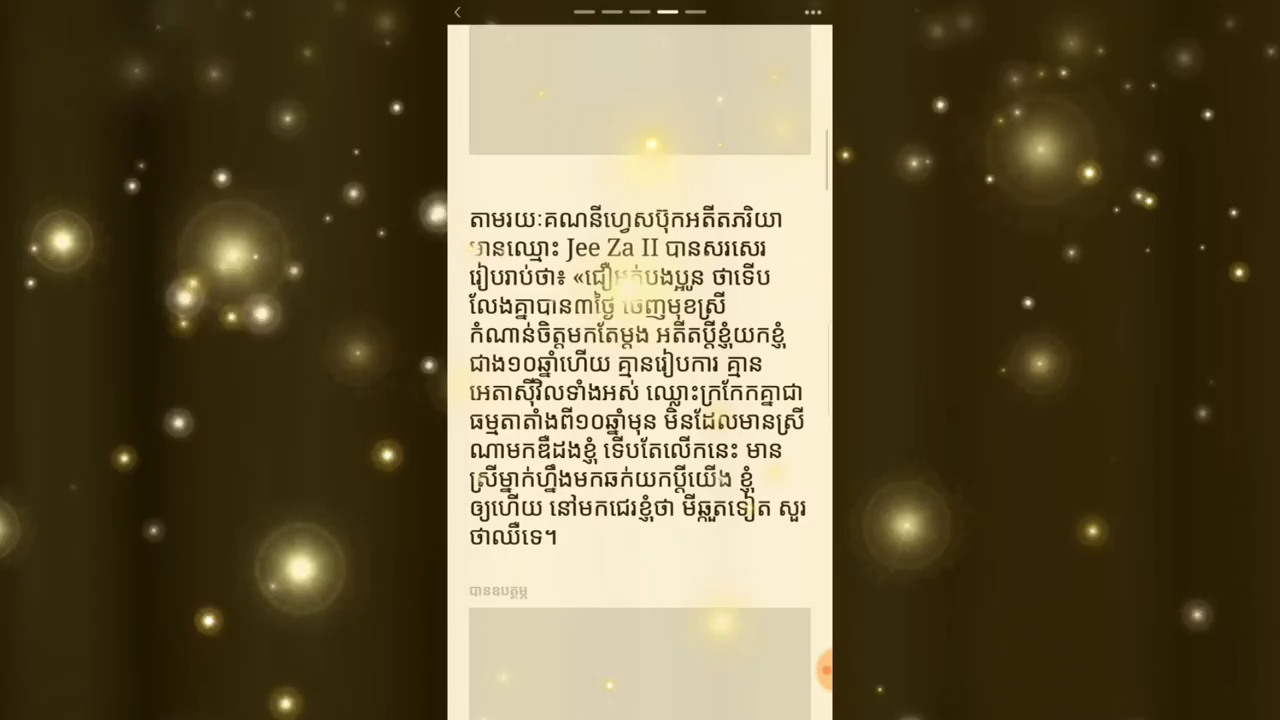 តាមរយៈគណនីហ្វេសប៊ុកអតីតភរិយា
មានឈ្មោះ Jee Za II បានសរសេរ
រៀបរាប់ថា៖ «ជឿអត់បងប្អូន ថាទើប
លែងគ្នាបាន៣ថ្ងៃ ចេញមុខស្រី
កំណាន់ចិត្តមកតែម្ដង អតីតប្ដីខ្ញុំយកខ្ញុំ
ជាង១០ឆ្នាំហើយ គ្មានរៀបការ គ្មាន
អេតាស៊ីវិលទាំងអស់ ឈ្លោះក្រកែកគ្នាជា
ធម្មតាតាំងពី១០ឆ្នាំមុន មិនដែលមានស្រី
ណាមកឌឺដងខ្ញុំ ទើបតែលើកនេះ មាន
ស្រីម្នាក់ហ្នឹងមកឆក់យកប្ដីយើង ខ្ញុំ
ឲ្យហើយ នៅមកជេរខ្ញុំថា មីឆ្កួតទៀត សួរ
ថាឈឺទេ។
បានឧបត្ថម្ភ